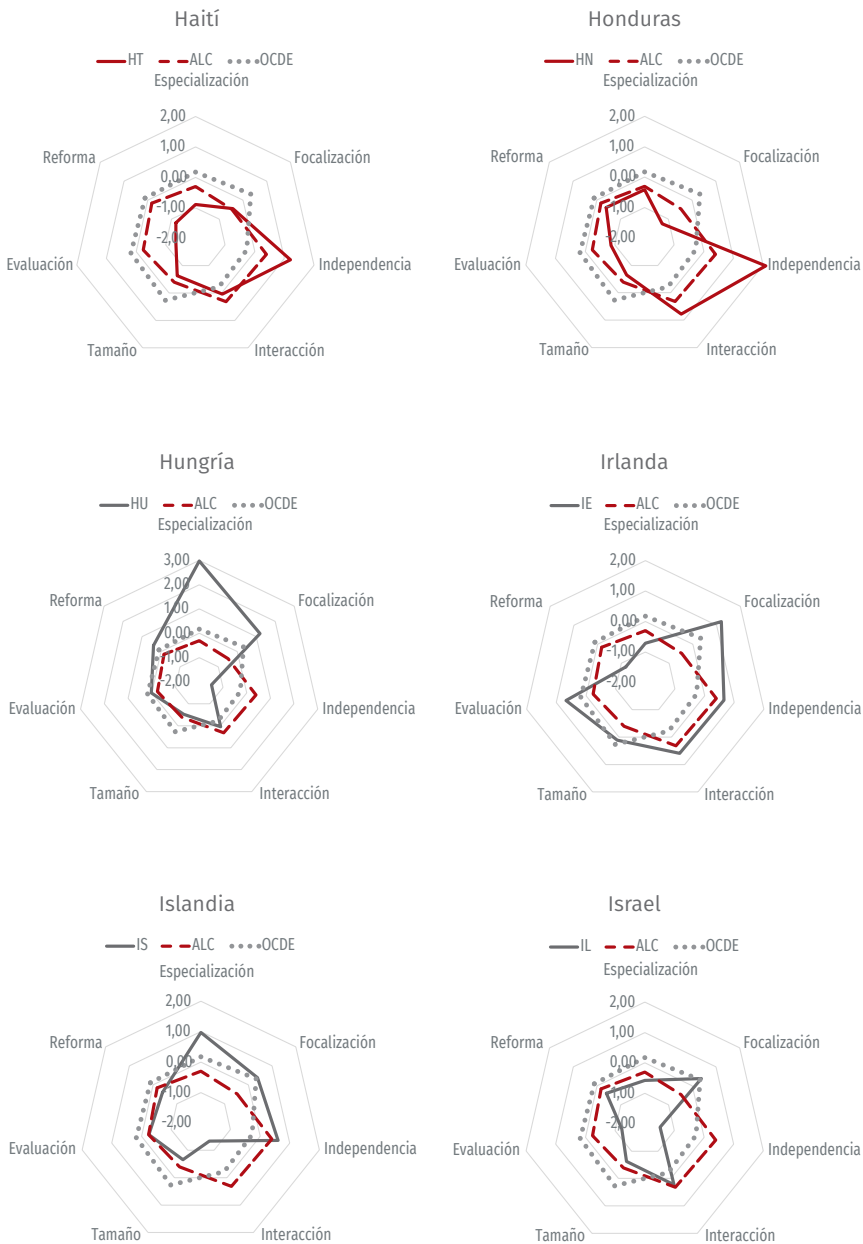 Haití
HT ALC OCDE
Especialización
2,00
1,00
0,00
-1,00
-2,00
Focalización
Independencia
Interacción
Tamaño
Evaluación
Reforma
Honduras
HN ALC OCDE
Especialización
2,00
1,00
0,00
-1,00
-2,00
Focalización
Independencia
Interacción
Tamaño
Evaluación
Reforma
Hungría
HU ALC OCDE
Especialización
3,00
2,00
1,00
0,00
-1,00
-2,00
Focalización
Independencia
Interacción
Tamaño
Evaluación
Reforma
Irlanda
IE ALC OCDE
Especialización
2,00
1,00
0,00
-1,00
-2,00
Focalización
Independencia
Interacción
Tamaño
Evaluación
Reforma
Islandia
IS ALC OCDE
Especialización
2,00
1,00
0,00
-1,00
-2,00
Focalización
Independencia
Interacción
Tamaño
Evaluación
Reforma
Israel
IL ALC OCDE
Especialización
2,00
1,00
0,00
-1,00
-2,00
Focalización
Independencia
Interacción
Tamaño
Evaluación
Reforma